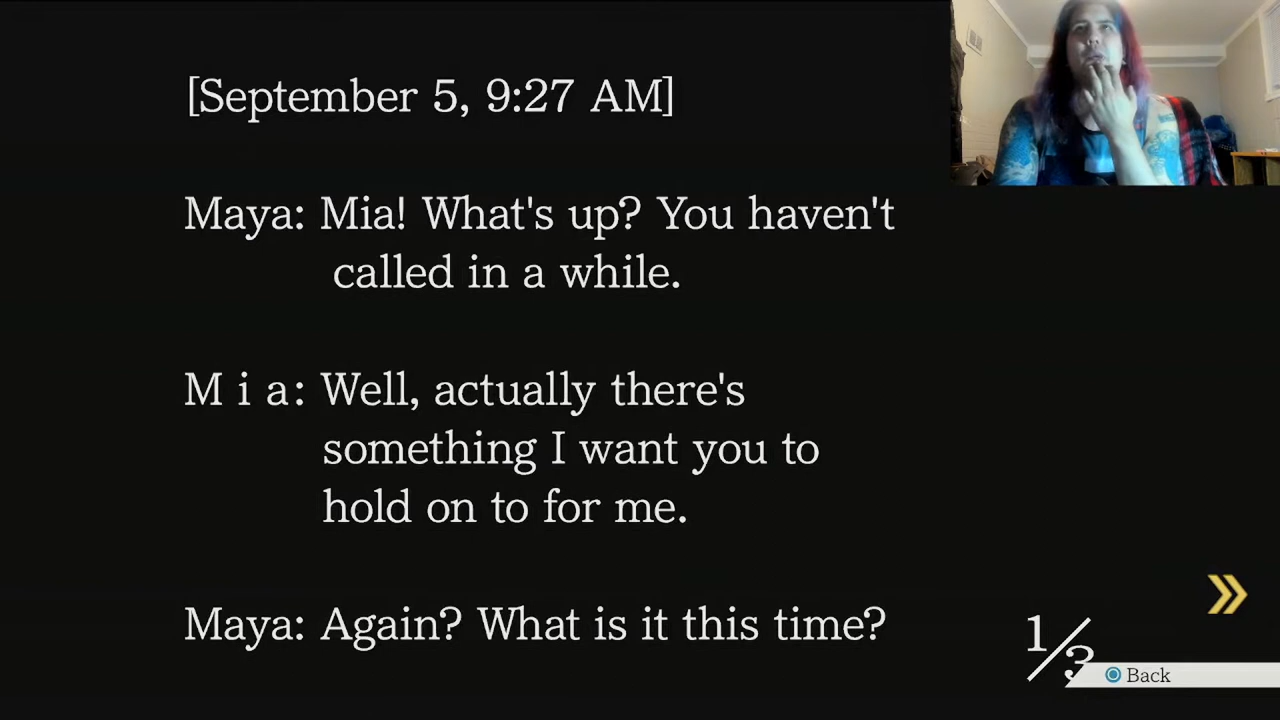 [September 5, 9:27 AM]
Maya: Mia! What's up? You haven't
called in a while.
M i a: Well, actually there's
something I want you to
hold on to for me.
Maya: Again? What is it this time?
1/3
Back